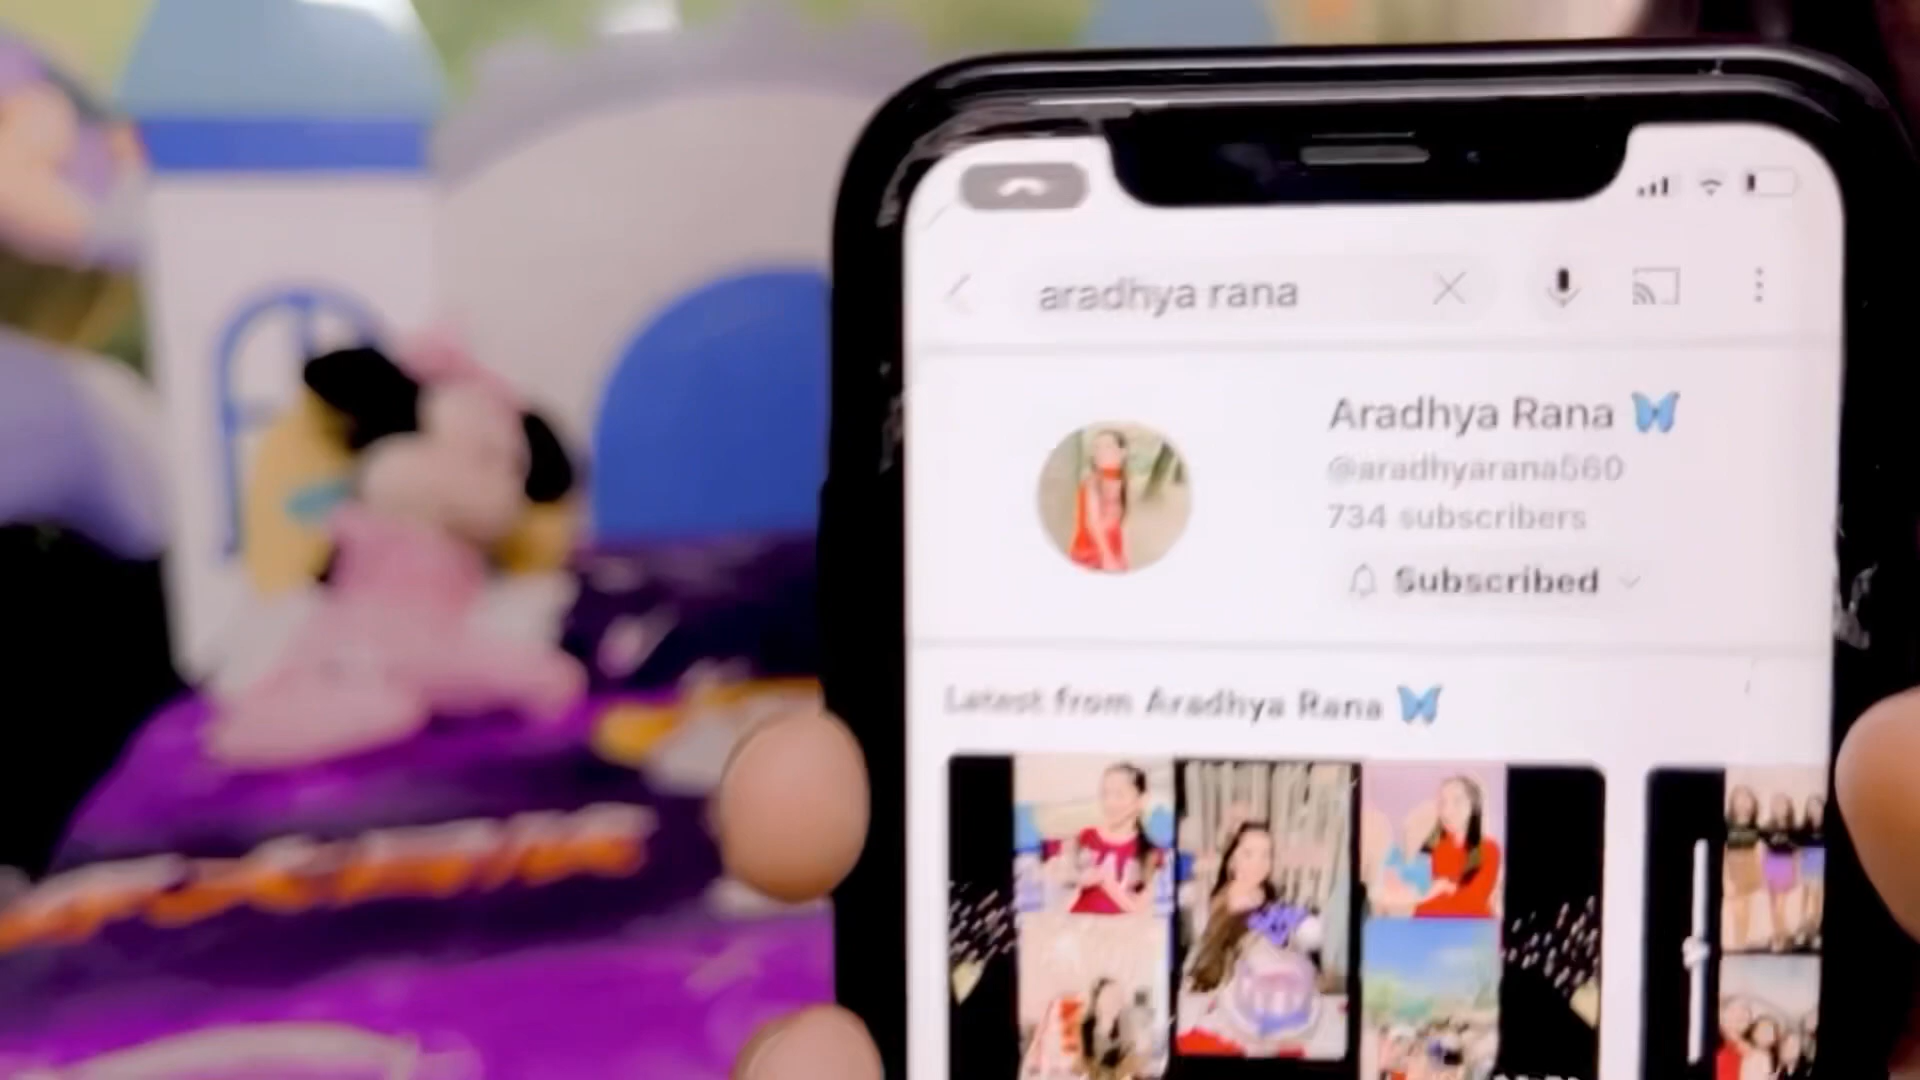 aradhya rana
Aradhya Rana 🦋
@aradhyarana560
734 subscribers
Subscribed
Latest from Aradhya Rana 🦋